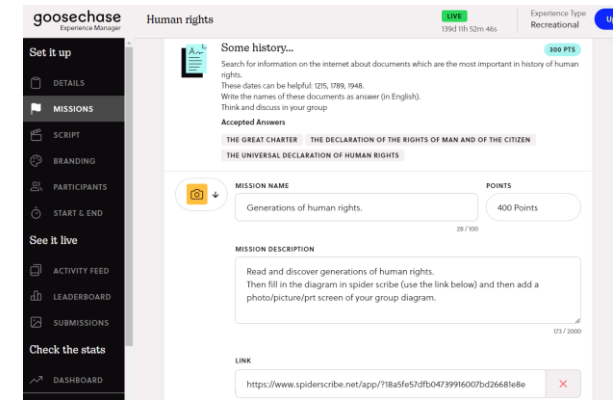 goosechase
Experience Manager
Human rights
LIVE
139d 11h 52m 46s
Experience Type
Recreational
Up
Set it up
DETAILS
MISSIONS
SCRIPT
BRANDING
PARTICIPANTS
START & END
See it live
ACTIVITY FEED
LEADERBOARD
SUBMISSIONS
Check the stats
DASHBOARD
Some history...
300 PTS
Search for information on the internet about documents which are the most important in history of human
rights.
These dates can be helpful: 1215, 1789, 1948.
Write the names of these documents as answer (in English).
Think and discuss in your group
Accepted Answers
THE GREAT CHARTER THE DECLARATION OF THE RIGHTS OF MAN AND OF THE CITIZEN
THE UNIVERSAL DECLARATION OF HUMAN RIGHTS
MISSION NAME
POINTS
Generations of human rights.
400 Points
28 / 100
MISSION DESCRIPTION
Read and discover generations of human rights.
Then fill in the diagram in spider scribe (use the link below) and then add a
photo/picture/prt screen of your group diagram.
173 / 2000
LINK
https://www.spiderscribe.net/app/?18a5fe57dfb04739916007bd26681e8e